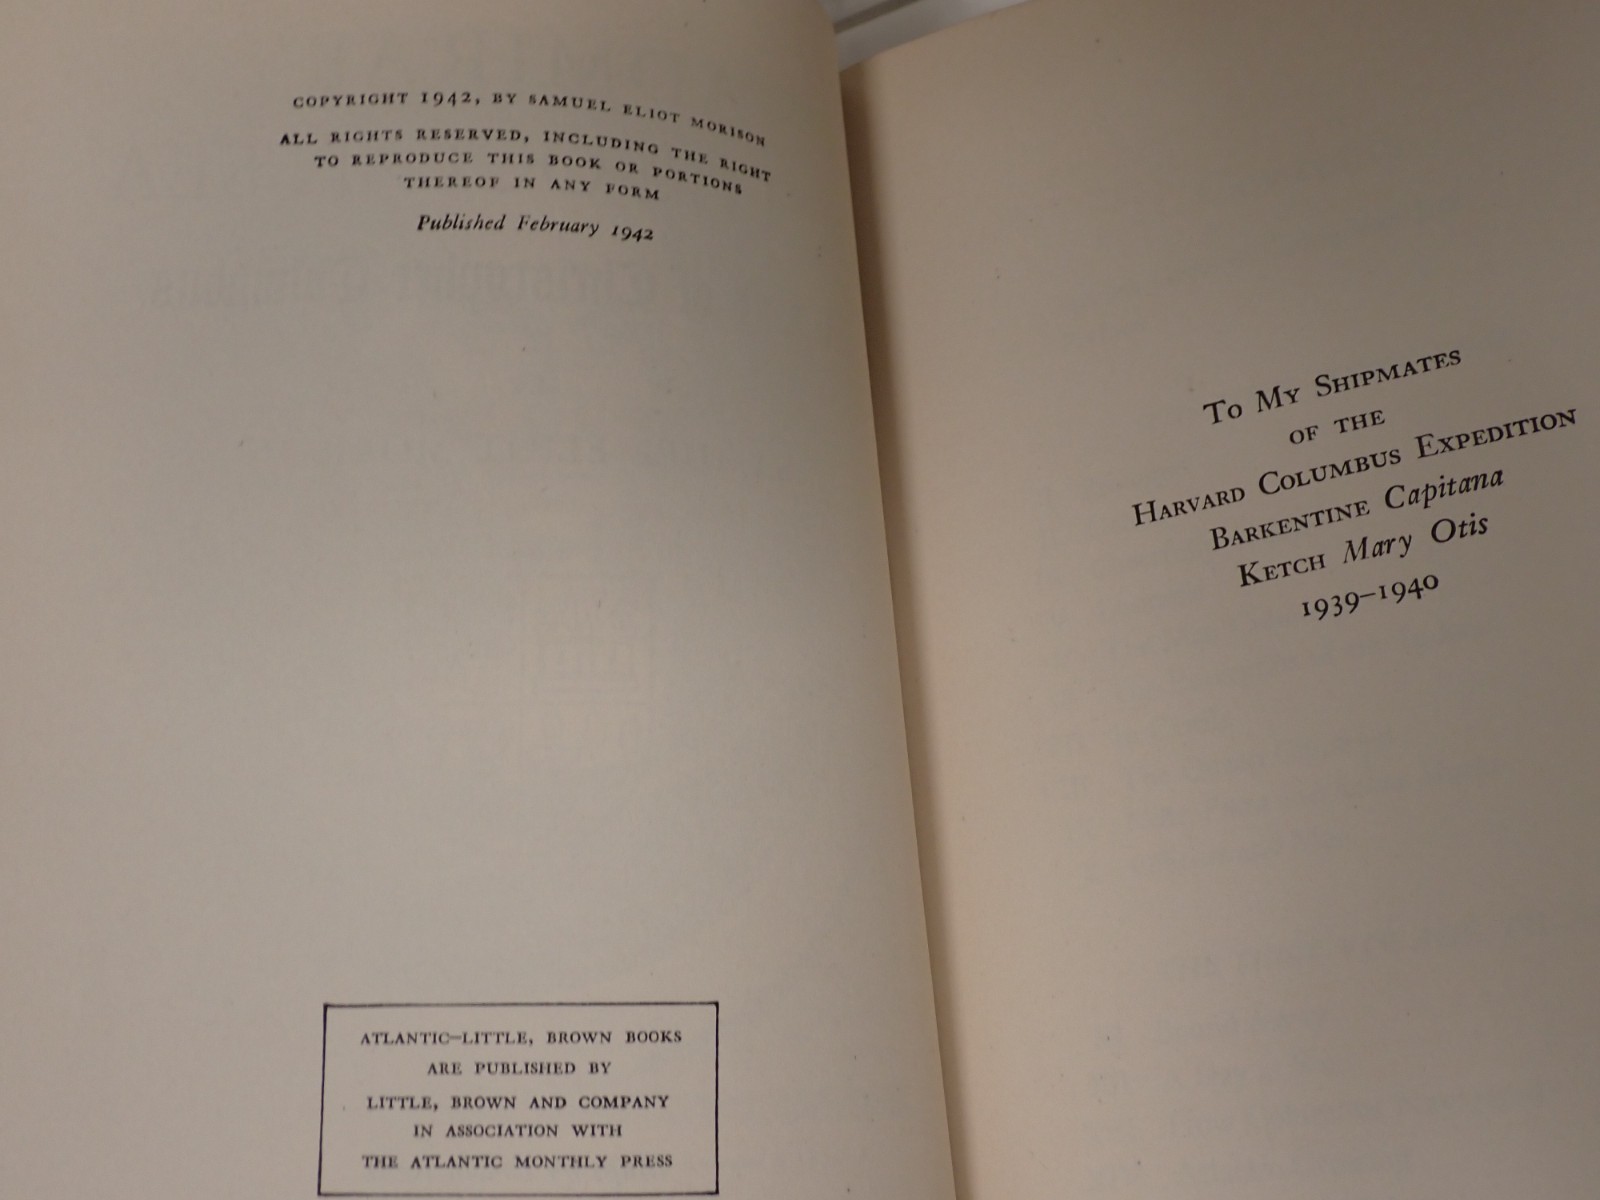 COPYRIGHT 1942, BY SAMUEL ELIOT MORISON
ALL RIGHTS RESERVED, INCLUDING THE RIGHT
TO REPRODUCE THIS BOOK OR PORTIONS
THEREOF IN ANY FORM
Published February 1942
ATLANTIC—LITTLE, BROWN BOOKS
ARE PUBLISHED BY
LITTLE, BROWN AND COMPANY
IN ASSOCIATION WITH
THE ATLANTIC MONTHLY PRESS
TO MY SHIPMATES
OF THE
HARVARD COLUMBUS EXPEDITION
BARKENTINE Capitana
KETCH Mary Otis
1939–1940